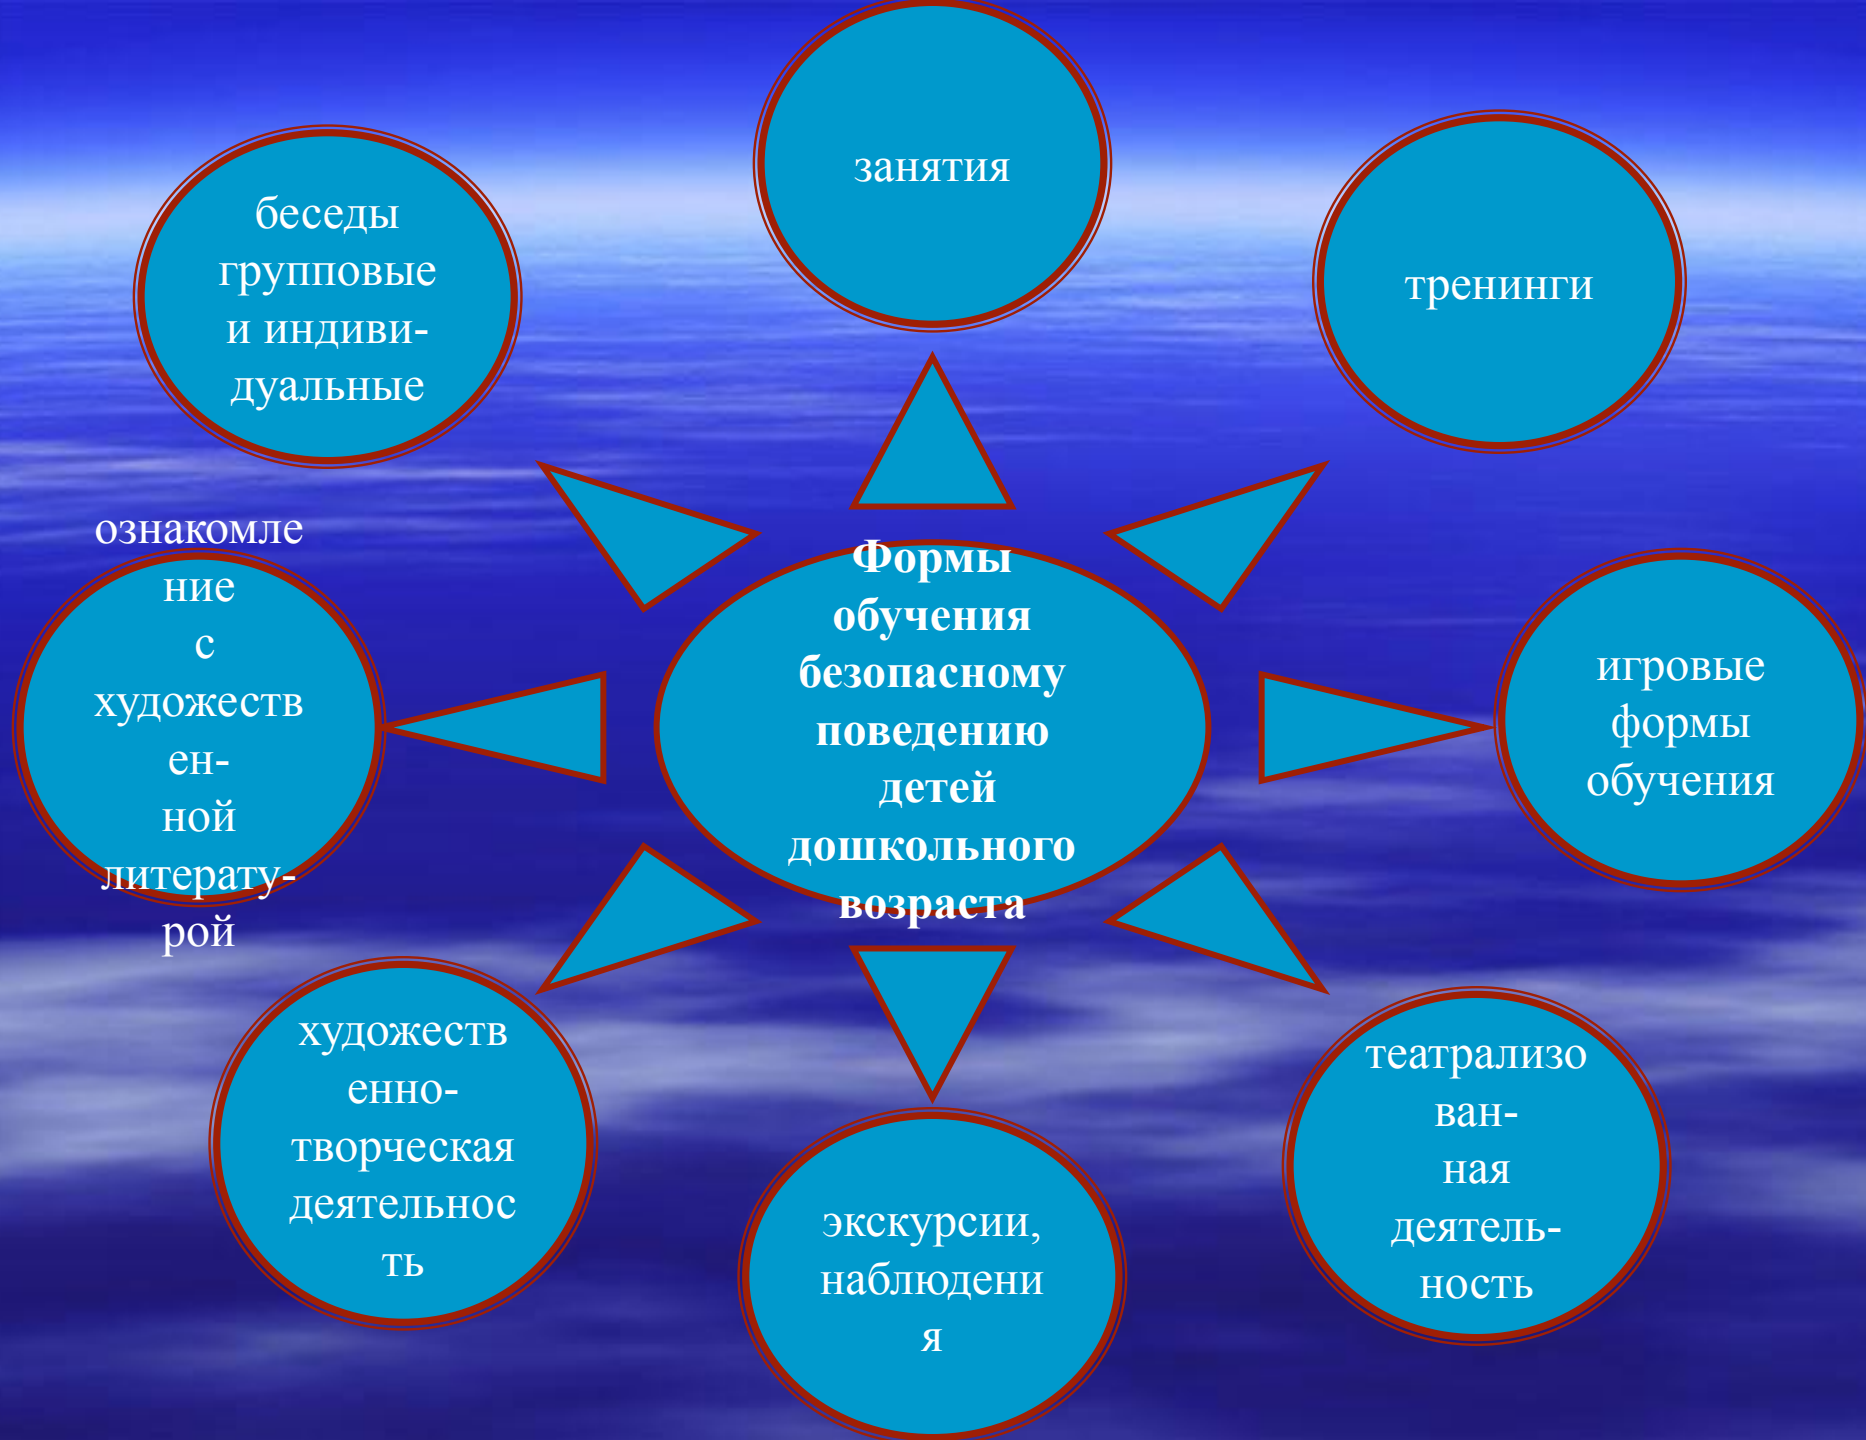 занятия
беседы
групповые
и индиви-
дуальные
тренинги
ознакомле
ние
с
художеств
ен-
ной
литерату-
рой
Формы
обучения
безопасному
поведению
детей
дошкольного
возраста
игровые
формы
обучения
художеств
енно-
творческая
деятельнос
ть
экскурсии,
наблюдени
я
театрализо
ван-
ная
деятель-
ность